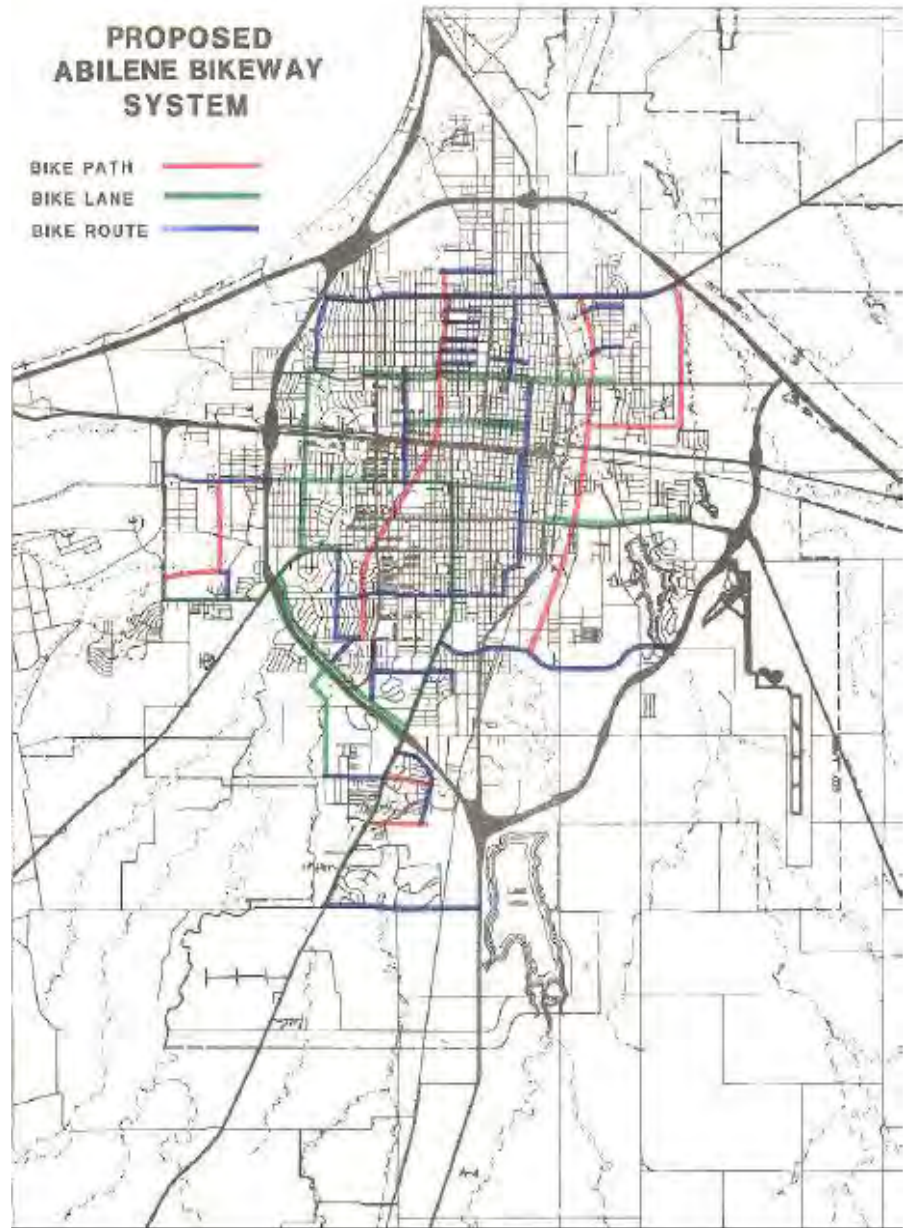 PROPOSED
ABILENE BIKEWAY
SYSTEM
BIKE PATH
BIKE LANE
BIKE ROUTE